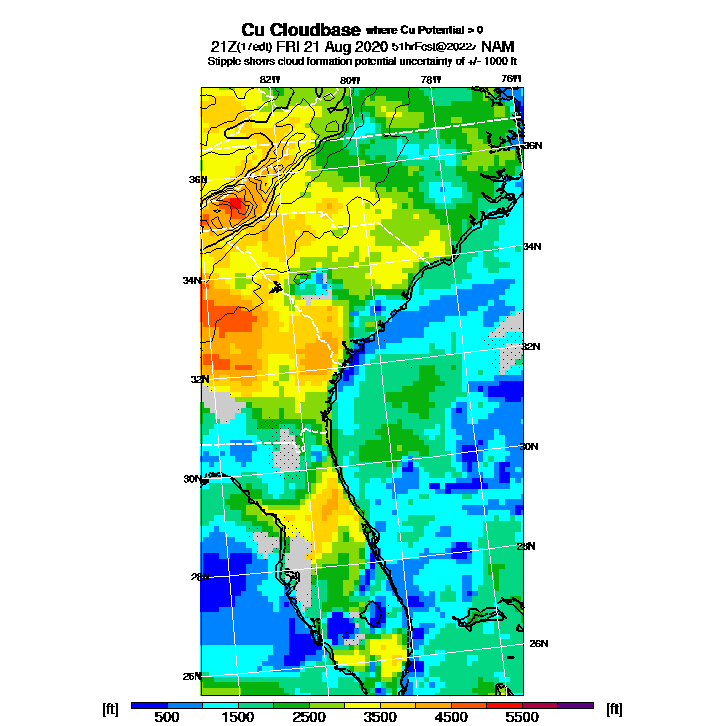 Cu Cloudbase where Cu Potential > 0
21Z(17edt) FRI 21 Aug 2020 51hrFcst@2022z NAM
Stipple shows cloud formation potential uncertainty of +/- 1000 ft
82W 80W 78W 76W
36N
36N
34N
34N
32N
32N
30N
30N
28N
28N
26N
26N
[ft] 500 1500 2500 3500 4500 5500 [ft]